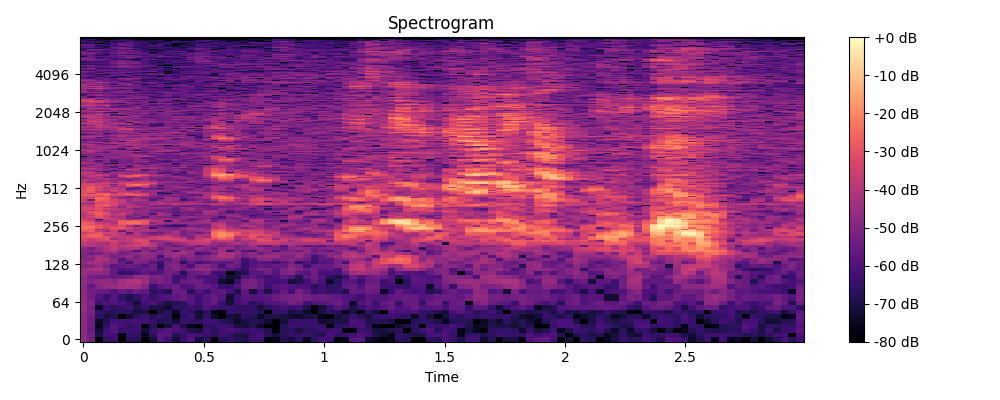 Spectrogram
4096
2048
1024
512
256
128
64
0
Hz
0
0.5
1
1.5
2
2.5
Time
+0 dB
-10 dB
-20 dB
-30 dB
-40 dB
-50 dB
-60 dB
-70 dB
-80 dB